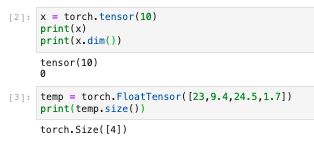 [2]: x = torch.tensor(10)
print(x)
print(x.dim())
tensor(10)
0
[3]: temp = torch.FloatTensor([23,9.4,24.5,1.7])
print(temp.size())
torch.Size([4])